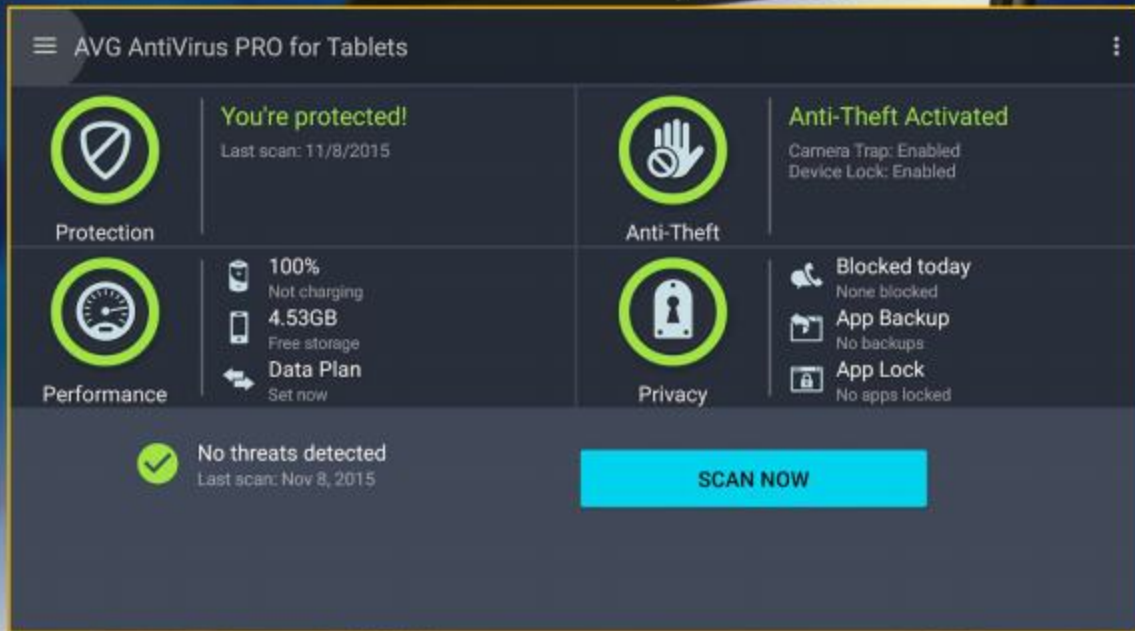 AVG AntiVirus PRO for Tablets
You're protected!
Last scan: 11/8/2015
Protection
Anti-Theft Activated
Camera Trap: Enabled
Device Lock: Enabled
Anti-Theft
100%
Not charging
4.53GB
Free storage
Data Plan
Set now
Performance
Blocked today
None blocked
App Backup
No backups
App Lock
No apps locked
Privacy
No threats detected
Last scan: Nov 8, 2015
SCAN NOW